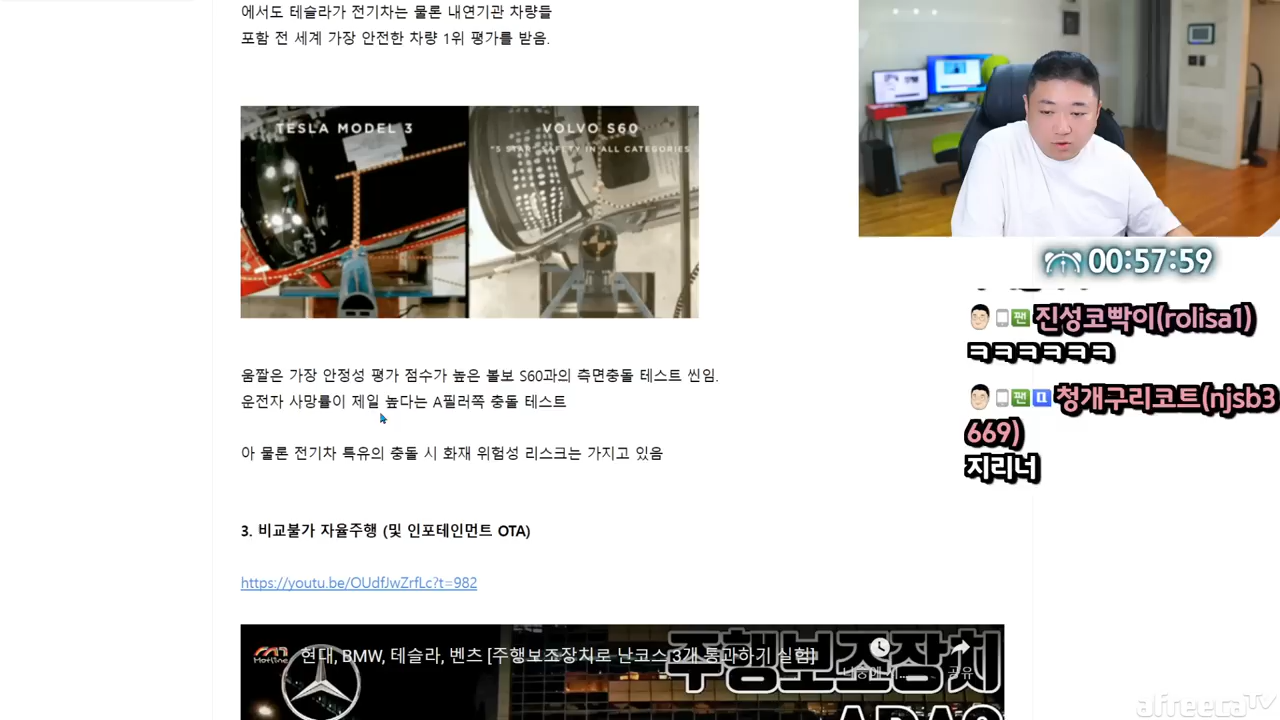 에서도 테슬라가 전기차는 물론 내연기관 차량들
포함 전 세계 가장 안전한 차량 1위 평가를 받음.
TESLA MODEL 3
VOLVO S60
"5 STAR" SAFETY IN ALL CATEGORIES
움짤은 가장 안정성 평가 점수가 높은 볼보 S60과의 측면충돌 테스트 씬임.
운전자 사망률이 제일 높다는 A필러쪽 충돌 테스트
아 물론 전기차 특유의 충돌 시 화재 위험성 리스크는 가지고 있음
3. 비교불가 자율주행 (및 인포테인먼트 OTA)
https://youtu.be/OUdfJwZrfLc?t=982
현대, BMW, 테슬라, 벤츠 [주행보조장치로 난코스 3개 통과하기 실험]
주행보조장치
공유
ADAS
00:57:59
짼 진성코빡이(rolisa1)
ㅋㅋㅋㅋㅋㅋ
짼 청개구리코트(njsb3
669)
지리너
afreecaTV